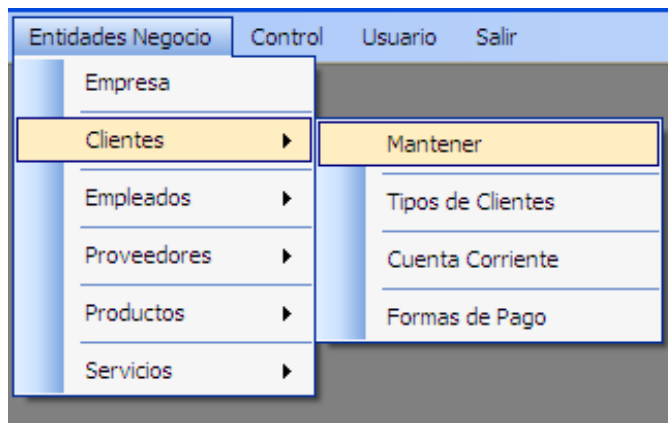 Entidades Negocio Control Usuario Salir
Empresa
Clientes
Mantener
Empleados
Tipos de Clientes
Proveedores
Cuenta Corriente
Productos
Formas de Pago
Servicios